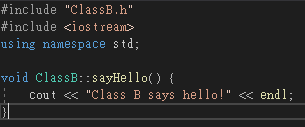 #include "ClassB.h"
#include <iostream>
using namespace std;

void ClassB::sayHello() {
    cout << "Class B says hello!" << endl;
}